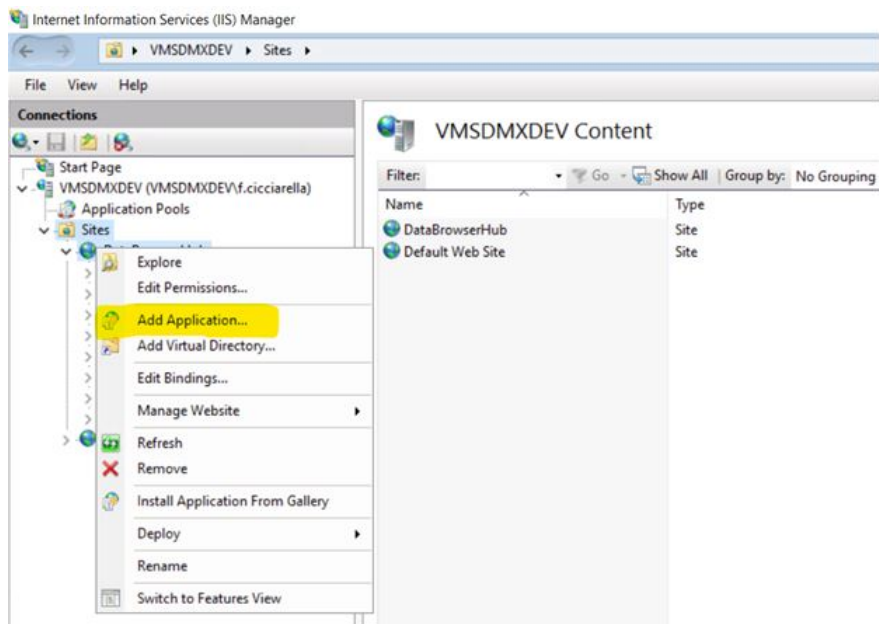 Internet Information Services (IIS) Manager
VMSDMXDEV Sites
File View Help
Connections
Start Page
VMSDMXDEV (VMSDMXDEV\f.cicciarella)
Application Pools
Sites
Explore
Edit Permissions...
Add Application...
Add Virtual Directory...
Edit Bindings...
Manage Website
Refresh
Remove
Install Application From Gallery
Deploy
Rename
Switch to Features View
VMSDMXDEV Content
Filter: Go Show All Group by: No Grouping
Name Type
DataBrowserHub Site
Default Web Site Site